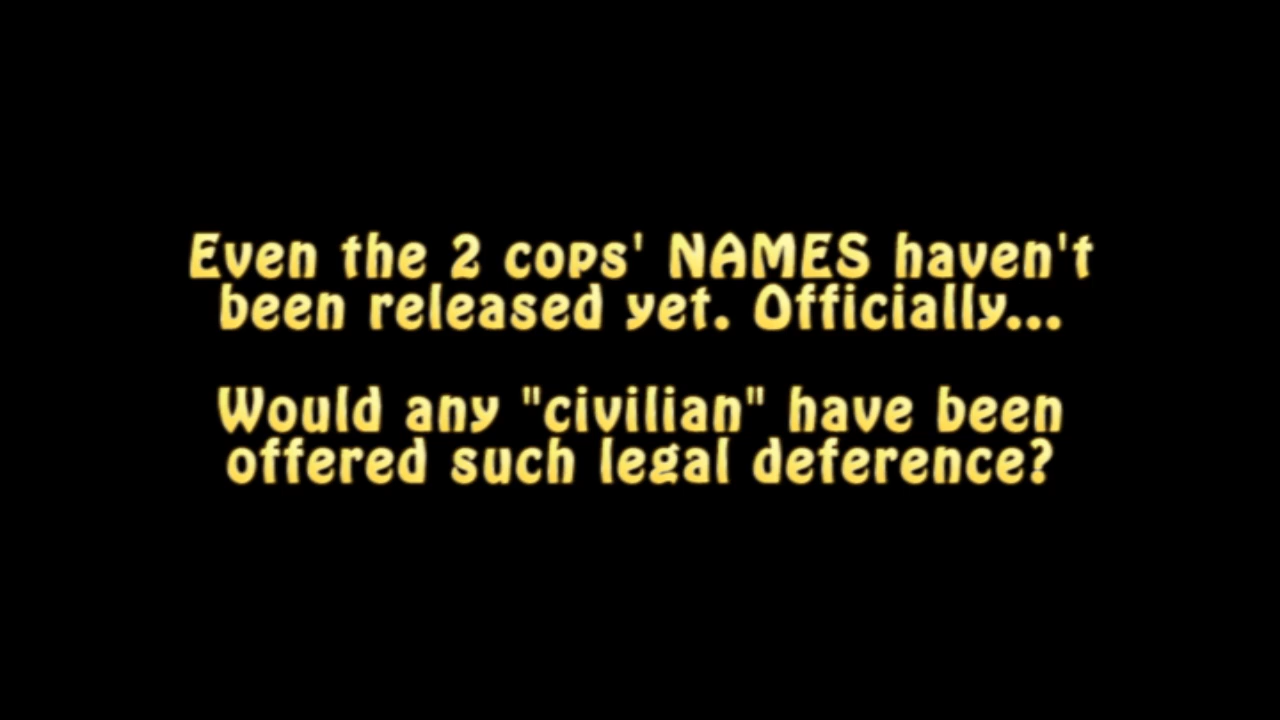 Even the 2 cops' NAMES haven't
been released yet. Officially...
Would any "civilian" have been
offered such legal deference?